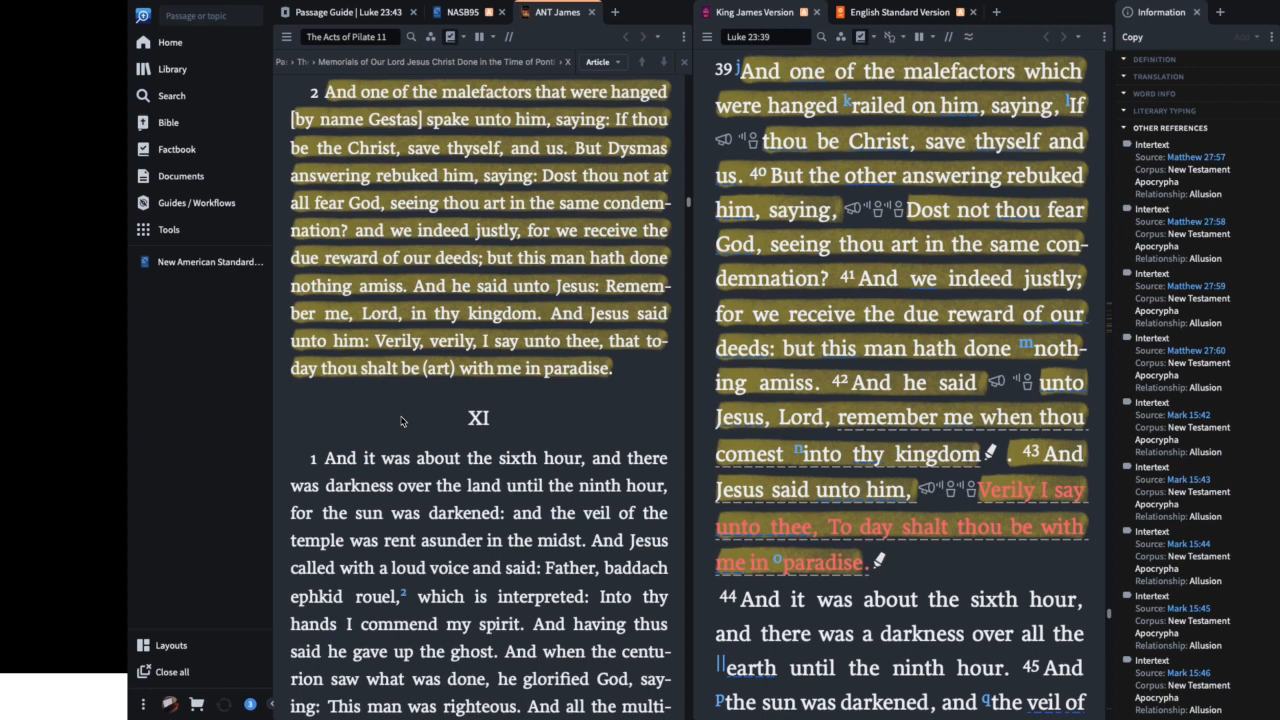 Passage or topic
Home
Library
Search
Bible
Factbook
Documents
Guides / Workflows
Tools
New American Standard...
Layouts
Close all
3
Passage Guide | Luke 23:43
NASB95
A
ANT James
The Acts of Pilate 11
Pa: › Th › Memorials of Our Lord Jesus Christ Done in the Time of Ponti › X
Article
2 And one of the malefactors that were hanged
[by name Gestas] spake unto him, saying: If thou
be the Christ, save thyself, and us. But Dysmas
answering rebuked him, saying: Dost thou not at
all fear God, seeing thou art in the same condem-
nation? and we indeed justly, for we receive the
due reward of our deeds; but this man hath done
nothing amiss. And he said unto Jesus: Remem-
ber me, Lord, in thy kingdom. And Jesus said
unto him: Verily, verily, I say unto thee, that to-
day thou shalt be (art) with me in paradise.
XI
1 And it was about the sixth hour, and there
was darkness over the land until the ninth hour,
for the sun was darkened: and the veil of the
temple was rent asunder in the midst. And Jesus
called with a loud voice and said: Father, baddach
ephkid rouel,2 which is interpreted: Into thy
hands I commend my spirit. And having thus
said he gave up the ghost. And when the centu-
rion saw what was done, he glorified God, say-
ing: This man was righteous. And all the multi-
King James Version
A
English Standard Version
A
Luke 23:39
39 j And one of the malefactors which
were hanged k railed on him, saying, l If
thou be Christ, save thyself and
us. 40 But the other answering rebuked
him, saying, Dost not thou fear
God, seeing thou art in the same con-
demnation? 41 And we indeed justly;
for we receive the due reward of our
deeds: but this man hath done m noth-
ing amiss. 42 And he said unto
Jesus, Lord, remember me when thou
comest n into thy kingdom . 43 And
Jesus said unto him, Verily I say
unto thee, To day shalt thou be with
me in o paradise.
44 And it was about the sixth hour,
and there was a darkness over all the
|| earth until the ninth hour. 45 And
p the sun was darkened, and q the veil of
Information
Copy
Add
DEFINITION
TRANSLATION
WORD INFO
LITERARY TYPING
OTHER REFERENCES
Intertext
Source: Matthew 27:57
Corpus: New Testament
Apocrypha
Relationship: Allusion
Intertext
Source: Matthew 27:58
Corpus: New Testament
Apocrypha
Relationship: Allusion
Intertext
Source: Matthew 27:59
Corpus: New Testament
Apocrypha
Relationship: Allusion
Intertext
Source: Matthew 27:60
Corpus: New Testament
Apocrypha
Relationship: Allusion
Intertext
Source: Mark 15:42
Corpus: New Testament
Apocrypha
Relationship: Allusion
Intertext
Source: Mark 15:43
Corpus: New Testament
Apocrypha
Relationship: Allusion
Intertext
Source: Mark 15:44
Corpus: New Testament
Apocrypha
Relationship: Allusion
Intertext
Source: Mark 15:45
Corpus: New Testament
Apocrypha
Relationship: Allusion
Intertext
Source: Mark 15:46
Corpus: New Testament
Apocrypha
Relationship: Allusion